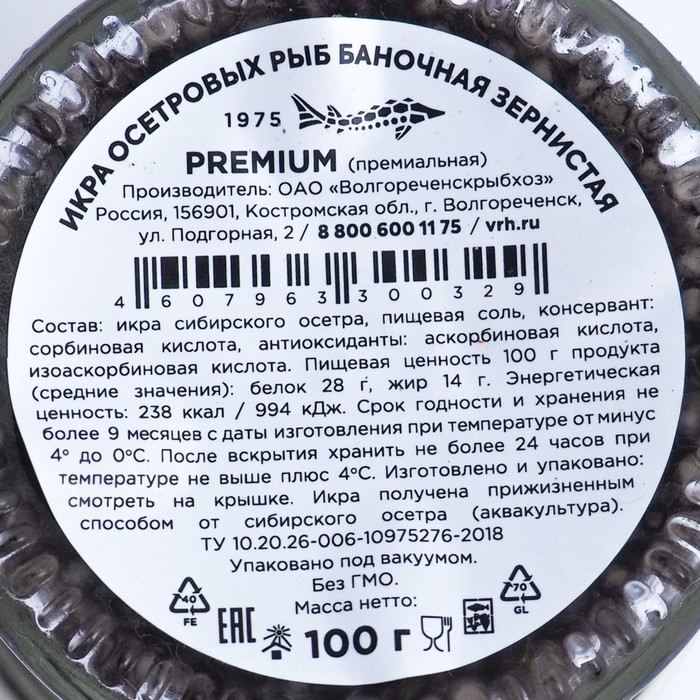 ИКРА ОСЕТРОВЫХ РЫБ БАНОЧНАЯ ЗЕРНИСТАЯ
1975
PREMIUM (премиальная)
Производитель: ОАО «Волгореченскрыбхоз»
Россия, 156901, Костромская обл., г. Волгореченск,
ул. Подгорная, 2 / 8 800 600 11 75 / vrh.ru
4607963300329
Состав: икра сибирского осетра, пищевая соль, консервант:
сорбиновая кислота, антиоксиданты: аскорбиновая кислота,
изоаскорбиновая кислота. Пищевая ценность 100 г продукта
(средние значения): белок 28 г, жир 14 г. Энергетическая
ценность: 238 ккал / 994 кДж. Срок годности и хранения не
более 9 месяцев с даты изготовления при температуре от минус
4° до 0°С. После вскрытия хранить не более 24 часов при
температуре не выше плюс 4°С. Изготовлено и упаковано:
смотреть на крышке. Икра получена прижизненным
способом от сибирского осетра (аквакультура).
ТУ 10.20.26-006-10975276-2018
Упаковано под вакуумом.
Без ГМО.
Масса нетто:
100 г
40
FE
EAC
70
GL